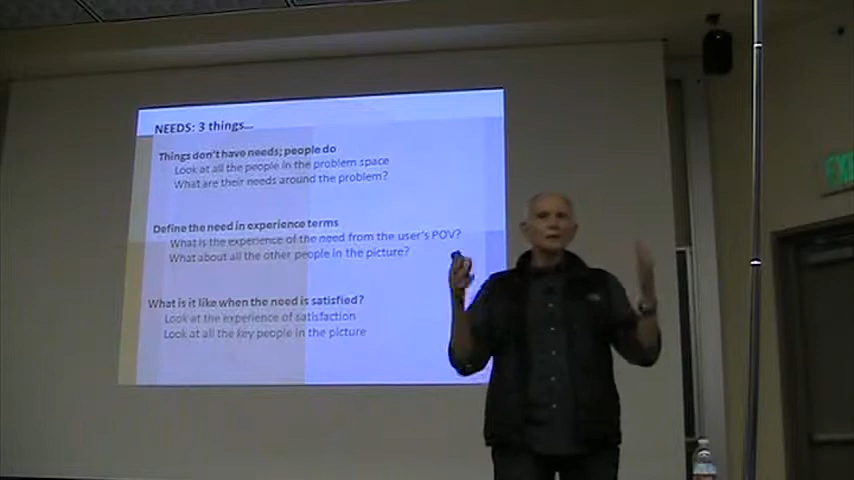 NEEDS: 3 things...
Things don't have needs; people do
Look at all the people in the problem space
What are their needs around the problem?
Define the need in experience terms
What is the experience of the need from the user's POV?
What about all the other people in the picture?
What is it like when the need is satisfied?
Look at the experience of satisfaction
Look at all the key people in the picture
EXI